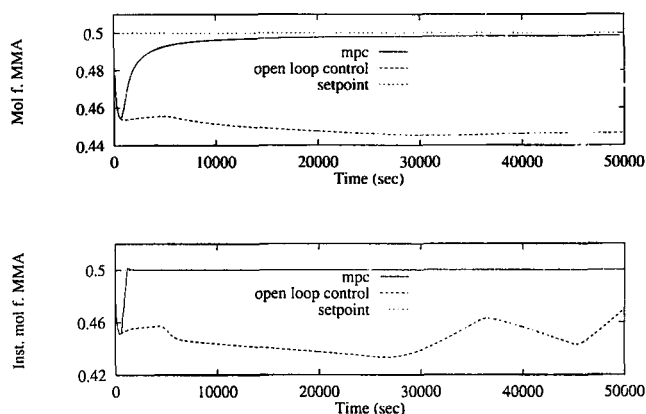 Mol f. MMA
0.5
0.48
0.46
0.44
mpc
open loop control
setpoint
0 10000 20000 30000 40000 50000
Time (sec)
Inst. mol f. MMA
0.5
0.46
0.42
mpc
open loop control
setpoint
0 10000 20000 30000 40000 50000
Time (sec)